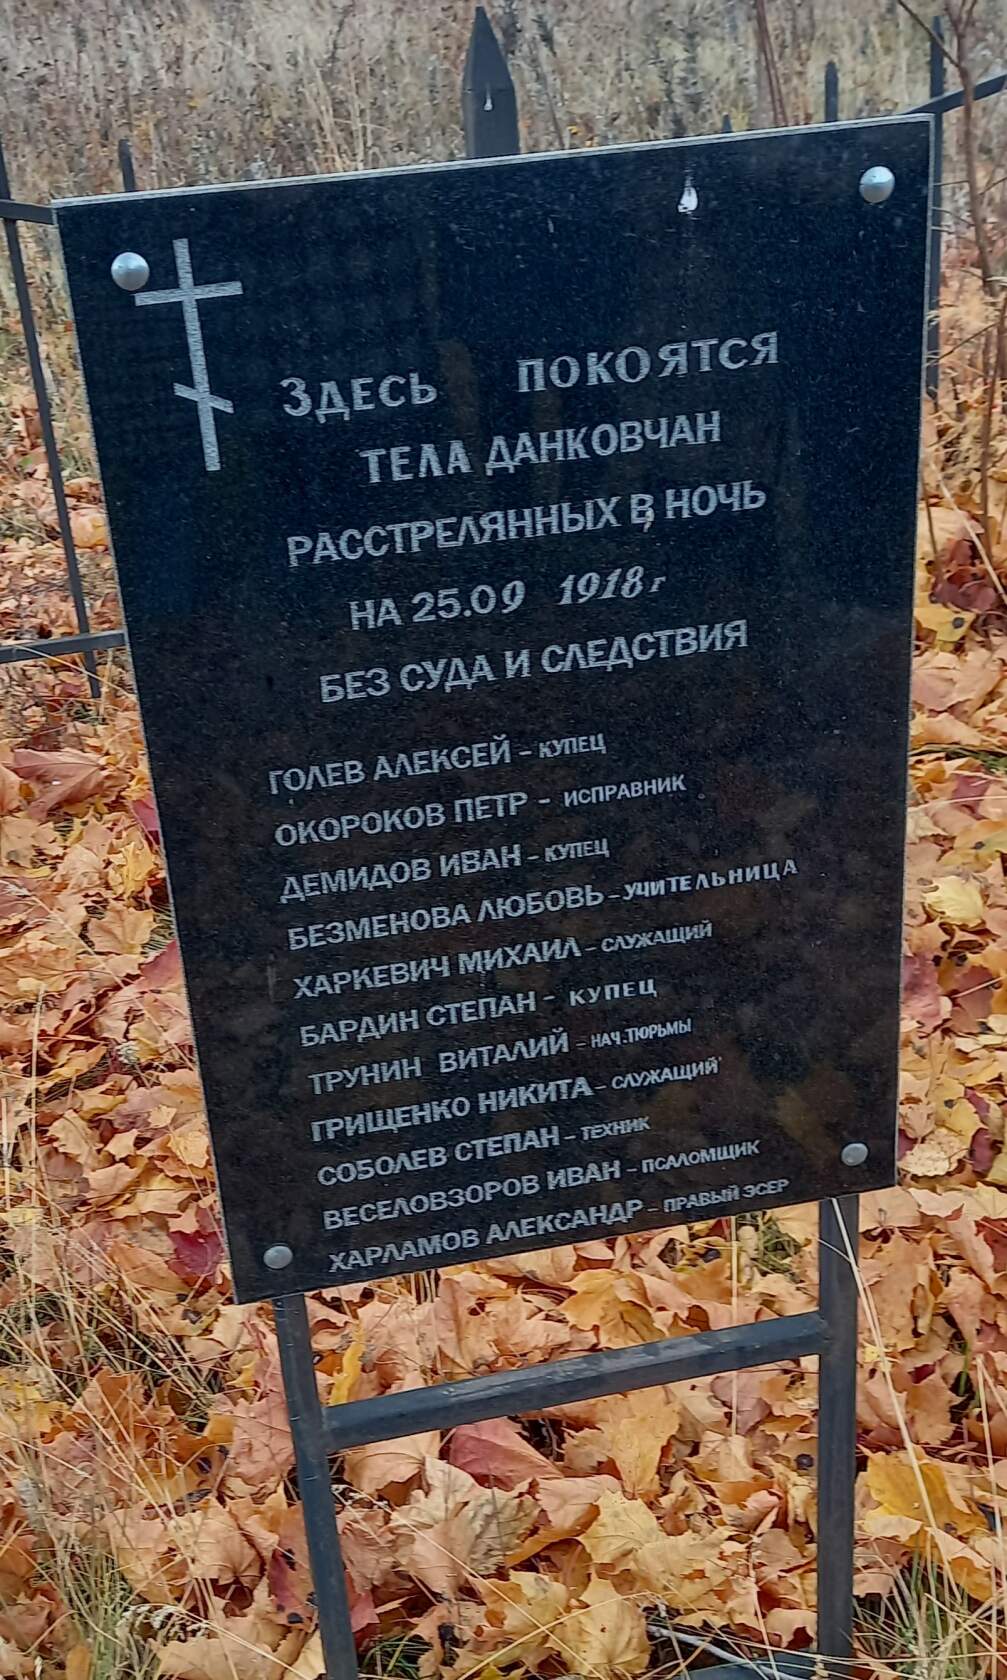 ЗДЕСЬ ПОКОЯТСЯ
ТЕЛА ДАНКОВЧАН
РАССТРЕЛЯННЫХ В НОЧЬ
НА 25.09 1918 г
БЕЗ СУДА И СЛЕДСТВИЯ
ГОЛЕВ АЛЕКСЕЙ - КУПЕЦ
ОКОРОКОВ ПЕТР - ИСПРАВНИК
ДЕМИДОВ ИВАН - КУПЕЦ
БЕЗМЕНОВА ЛЮБОВЬ - УЧИТЕЛЬНИЦА
ХАРКЕВИЧ МИХАИЛ - СЛУЖАЩИЙ
БАРДИН СТЕПАН - КУПЕЦ
ТРУНИН ВИТАЛИЙ - НАЧ.ТЮРЬМЫ
ГРИЩЕНКО НИКИТА - СЛУЖАЩИЙ
СОБОЛЕВ СТЕПАН - ТЕХНИК
ВЕСЕЛОВЗОРОВ ИВАН - ПСАЛОМЩИК
ХАРЛАМОВ АЛЕКСАНДР - ПРАВЫЙ ЭСЕР